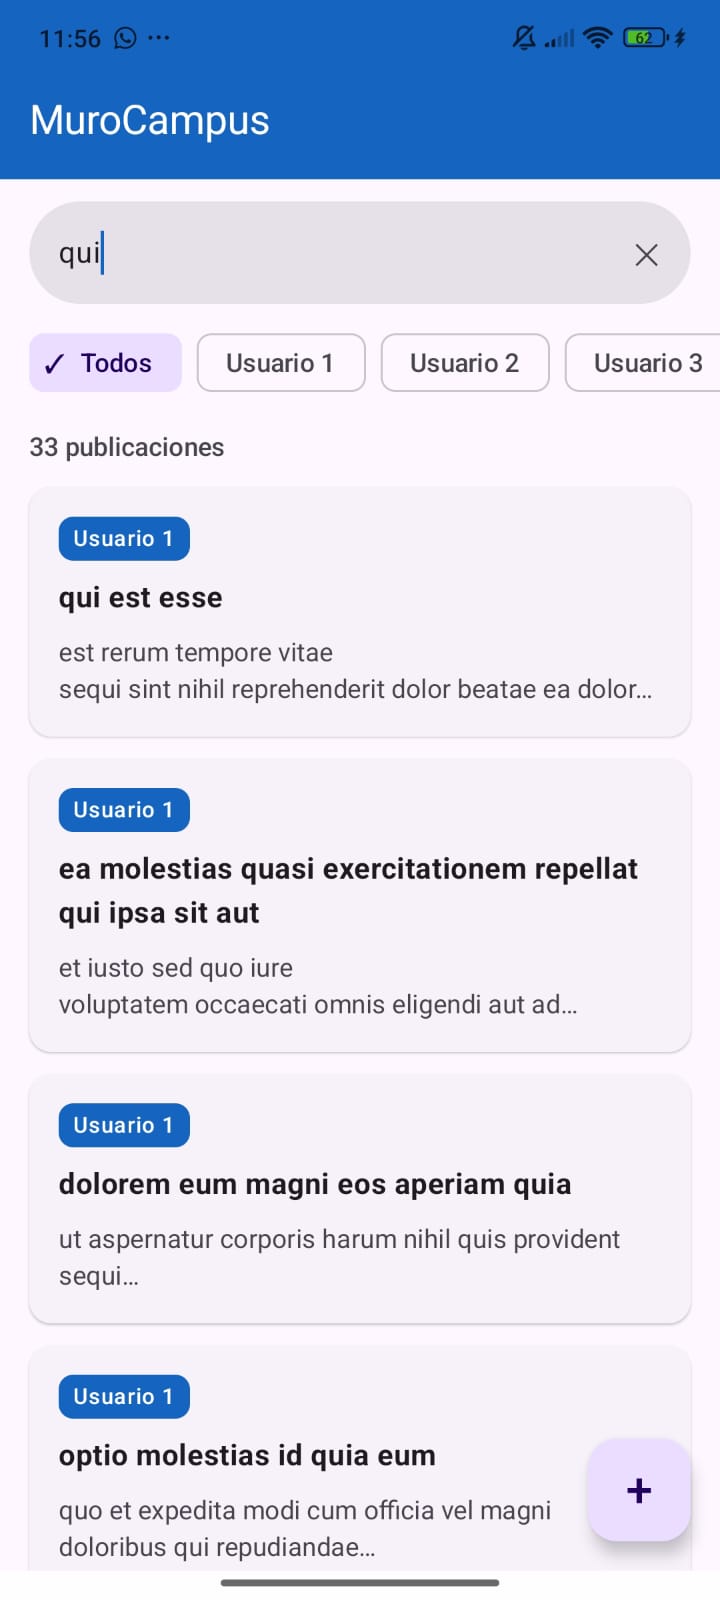 11:56
62
MuroCampus
qui
✓ Todos
Usuario 1
Usuario 2
Usuario 3
33 publicaciones
Usuario 1
qui est esse
est rerum tempore vitae
sequi sint nihil reprehenderit dolor beatae ea dolor...
Usuario 1
ea molestias quasi exercitationem repellat
qui ipsa sit aut
et iusto sed quo iure
voluptatem occaecati omnis eligendi aut ad...
Usuario 1
dolorem eum magni eos aperiam quia
ut aspernatur corporis harum nihil quis provident
sequi...
Usuario 1
optio molestias id quia eum
quo et expedita modi cum officia vel magni
doloribus qui repudiandae...
+